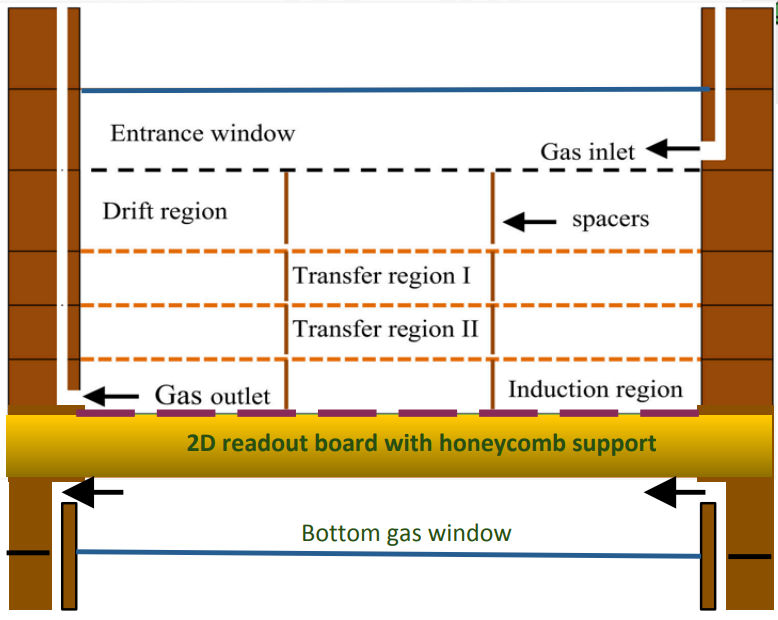 Entrance window
Gas inlet
Drift region
spacers
Transfer region I
Transfer region II
Gas outlet
Induction region
2D readout board with honeycomb support
Bottom gas window